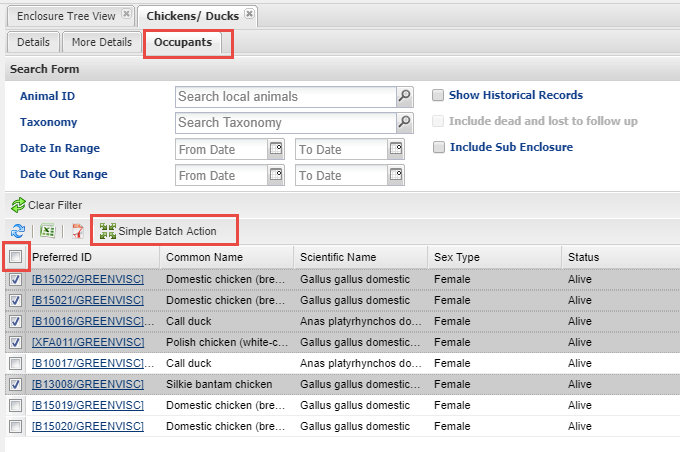 Enclosure Tree View Chickens/ Ducks
Details More Details Occupants
Search Form
Animal ID Search local animals Show Historical Records
Taxonomy Search Taxonomy Include dead and lost to follow up
Date In Range From Date To Date Include Sub Enclosure
Date Out Range From Date To Date
Clear Filter
Simple Batch Action
Preferred ID Common Name Scientific Name Sex Type Status
[B15022/GREENVISC] Domestic chicken (bre... Gallus gallus domestic Female Alive
[B15021/GREENVISC] Domestic chicken (bre... Gallus gallus domestic Female Alive
[B10016/GREENVISC]... Call duck Anas platyrhynchos do... Female Alive
[XFA011/GREENVISC] Polish chicken (white-c... Gallus gallus domestic Female Alive
[B10017/GREENVISC]... Call duck Anas platyrhynchos do... Female Alive
[B13008/GREENVISC] Silkie bantam chicken Gallus gallus domestic Female Alive
[B15019/GREENVISC] Domestic chicken (bre... Gallus gallus domestic Female Alive
[B15020/GREENVISC] Domestic chicken (bre... Gallus gallus domestic Female Alive